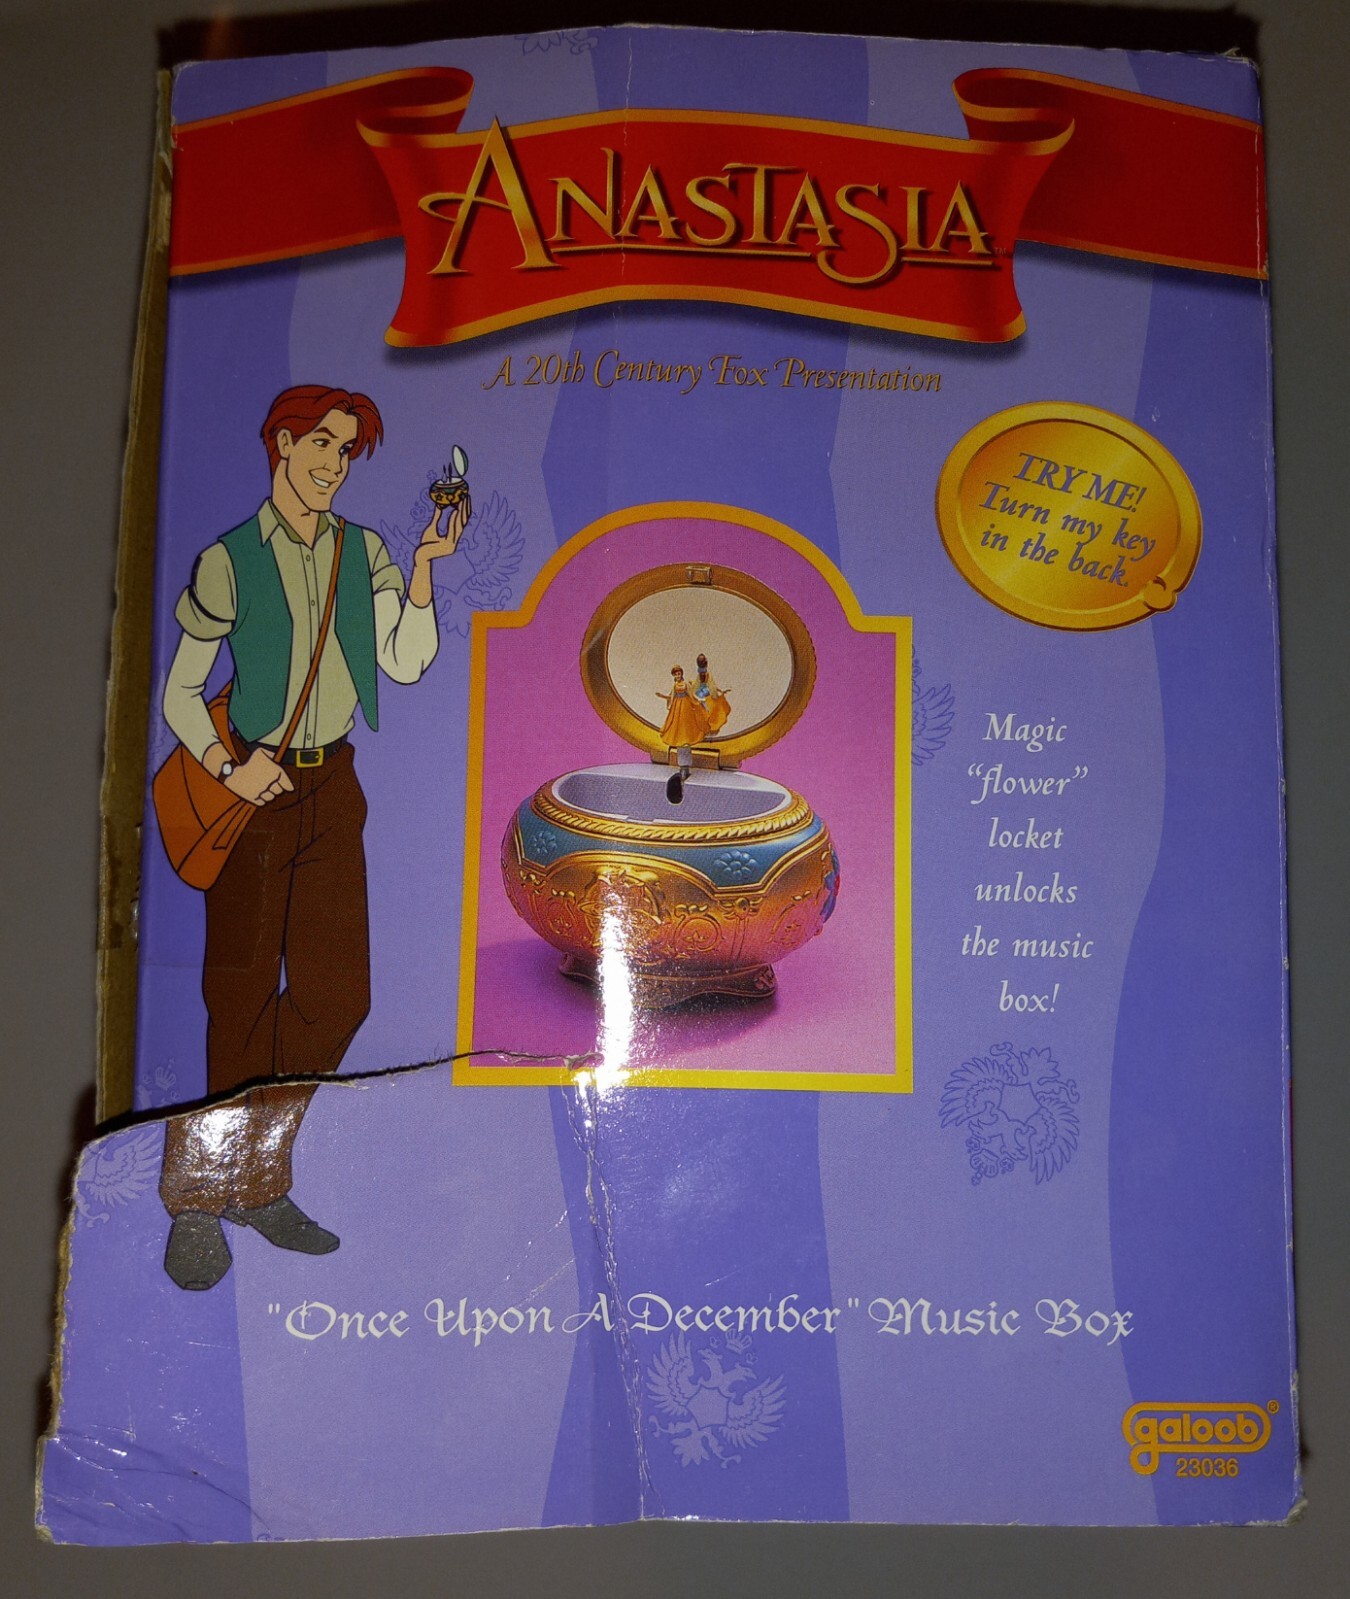 ANASTASIA™
A 20th Century Fox Presentation
TRY ME!
Turn my key
in the back.
Magic
“flower”
locket
unlocks
the music
box!
"Once Upon A December" Music Box
galoob®
23036